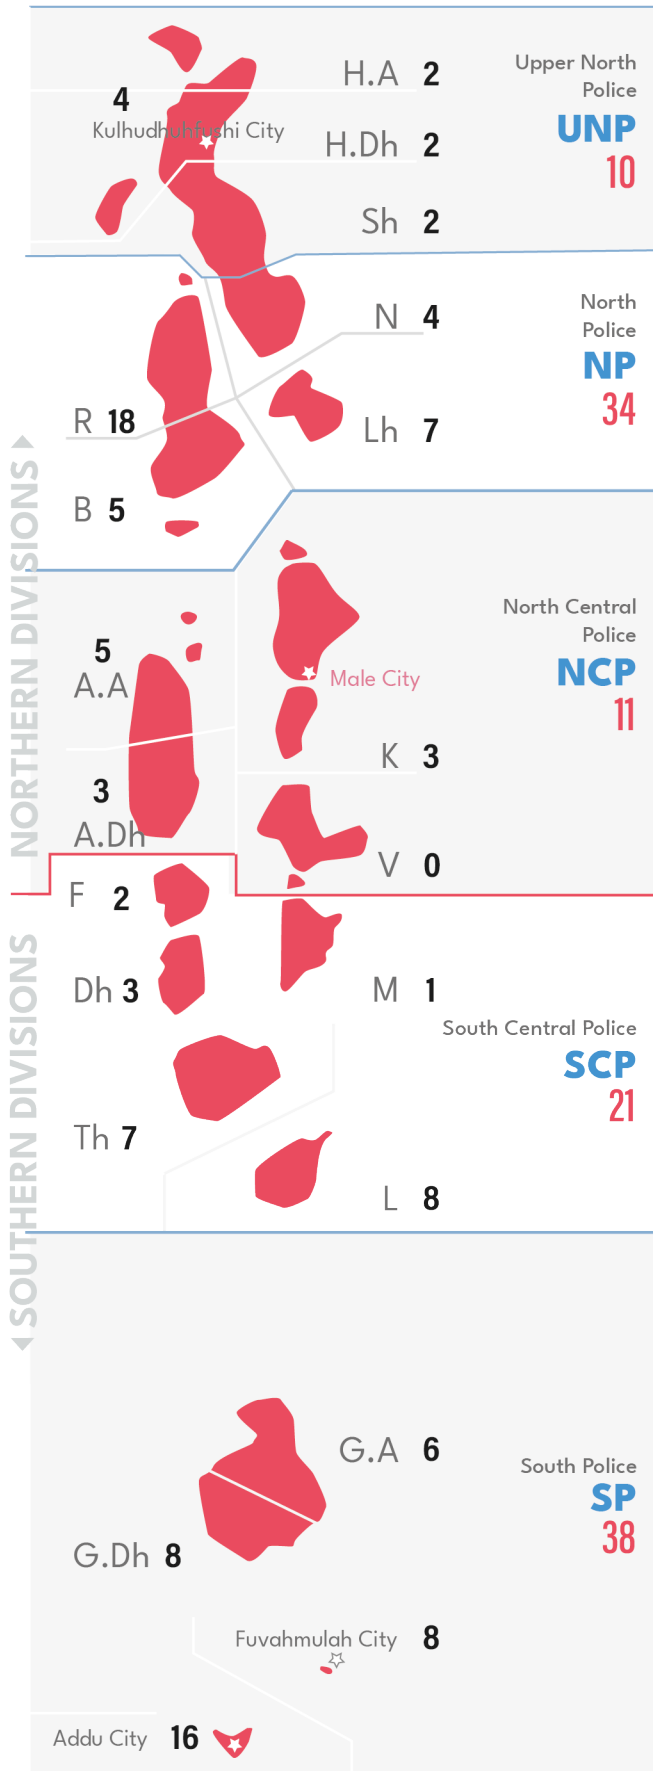 H.A 2
Upper North
Police
UNP
10
4
Kulhudhuhfushi City
H.Dh 2
Sh 2
North
Police
NP
34
N 4
R 18
Lh 7
B 5
NORTHERN DIVISIONS
North Central
Police
NCP
11
5
A.A
Male City
K 3
3
A.Dh
V 0
F 2
SOUTHERN DIVISIONS
Dh 3
M 1
South Central Police
SCP
21
Th 7
L 8
G.A 6
South Police
SP
38
G.Dh 8
Fuvahmulah City 8
Addu City 16